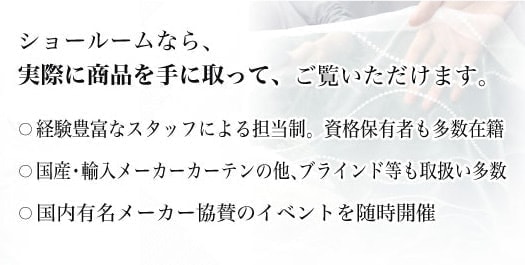 ショールームなら、
実際に商品を手に取って、ご覧いただけます。
○経験豊富なスタッフによる担当制。資格保有者も多数在籍
○国産・輸入メーカーカーテンの他、ブラインド等も取扱い多数
○国内有名メーカー協賛のイベントを随時開催